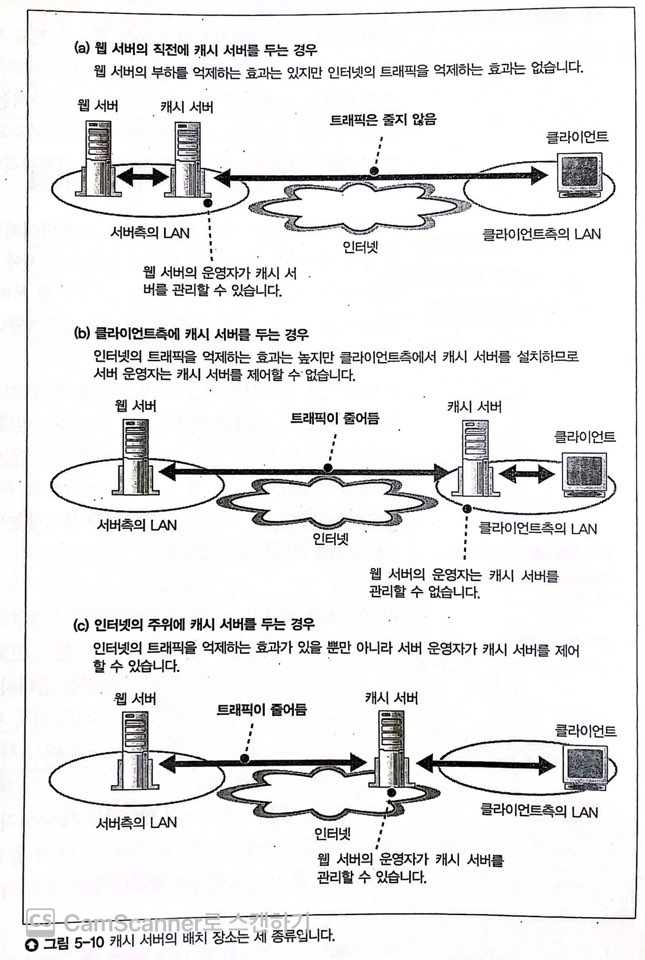 (a) 웹 서버의 직전에 캐시 서버를 두는 경우
웹 서버의 부하를 억제하는 효과는 있지만 인터넷의 트래픽을 억제하는 효과는 없습니다.
웹 서버
캐시 서버
트래픽은 줄지 않음
클라이언트
서버측의 LAN
인터넷
클라이언트측의 LAN
웹 서버의 운영자가 캐시 서
버를 관리할 수 있습니다.
(b) 클라이언트측에 캐시 서버를 두는 경우
인터넷의 트래픽을 억제하는 효과는 높지만 클라이언트측에서 캐시 서버를 설치하므로
서버 운영자는 캐시 서버를 제어할 수 없습니다.
웹 서버
트래픽이 줄어듬
캐시 서버
클라이언트
서버측의 LAN
인터넷
클라이언트측의 LAN
웹 서버의 운영자는 캐시 서버를
관리할 수 없습니다.
(c) 인터넷의 주위에 캐시 서버를 두는 경우
인터넷의 트래픽을 억제하는 효과가 있을 뿐만 아니라 서버 운영자가 캐시 서버를 제어
할 수 있습니다.
웹 서버
트래픽이 줄어듬
캐시 서버
클라이언트
서버측의 LAN
인터넷
클라이언트측의 LAN
웹 서버의 운영자가 캐시 서버를
관리할 수 있습니다.
CS CamScanner로 스캔하기
그림 5-10 캐시 서버의 배치 장소는 세 종류입니다.